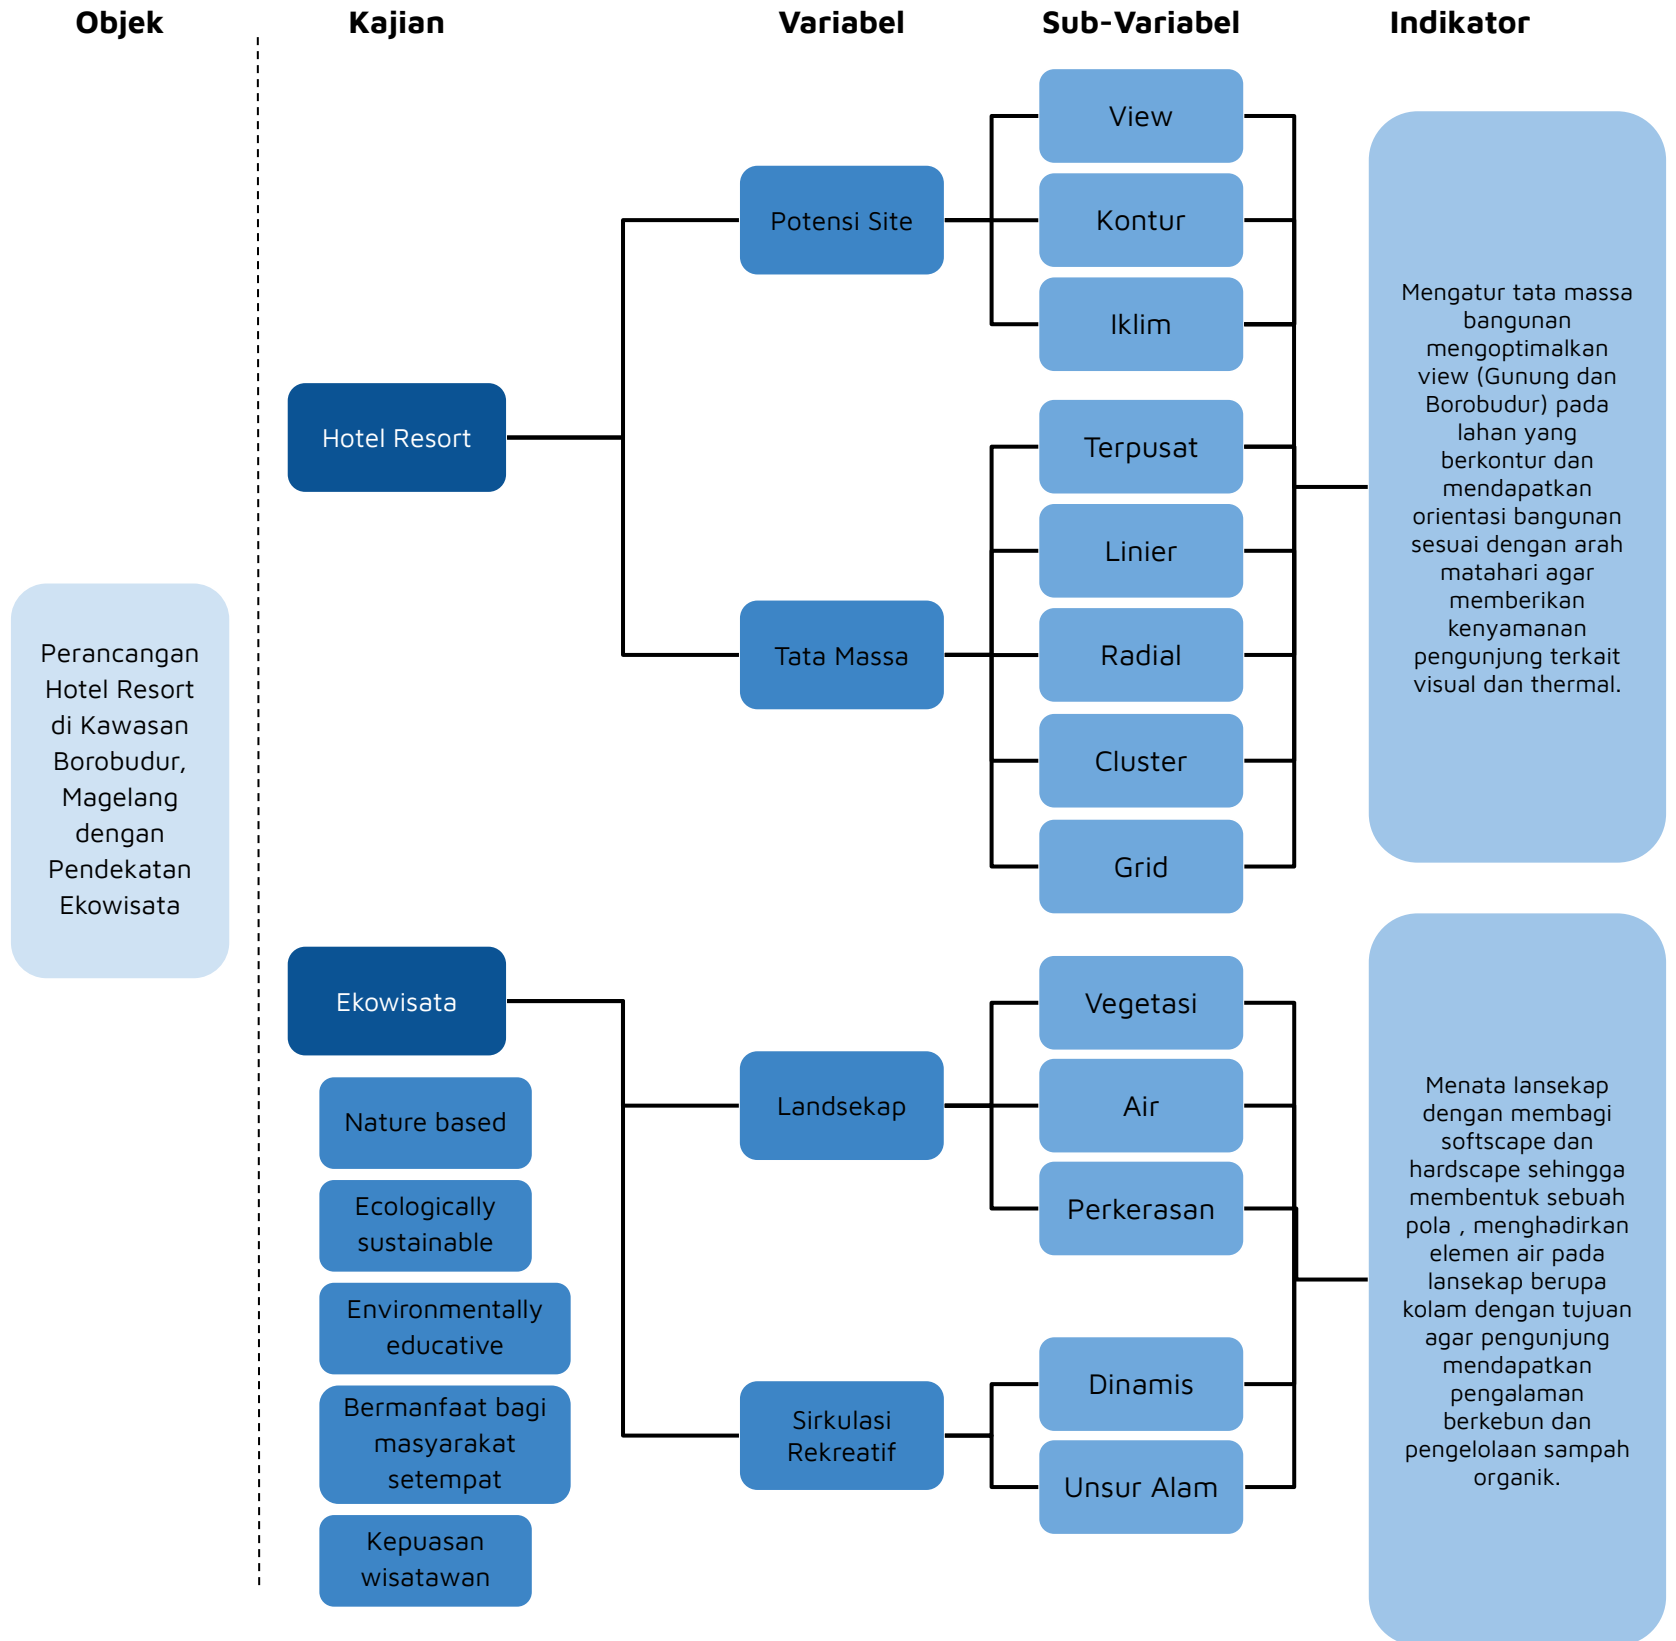 Objek
Kajian
Variabel
Sub-Variabel
Indikator
Perancangan
Hotel Resort
di Kawasan
Borobudur,
Magelang
dengan
Pendekatan
Ekowisata
Hotel Resort
Potensi Site
View
Kontur
Iklim
Tata Massa
Terpusat
Linier
Radial
Cluster
Grid
Mengatur tata massa
bangunan
mengoptimalkan
view (Gunung dan
Borobudur) pada
lahan yang
berkontur dan
mendapatkan
orientasi bangunan
sesuai dengan arah
matahari agar
memberikan
kenyamanan
pengunjung terkait
visual dan thermal.
Ekowisata
Nature based
Ecologically
sustainable
Environmentally
educative
Bermanfaat bagi
masyarakat
setempat
Kepuasan
wisatawan
Landsekap
Vegetasi
Air
Perkerasan
Sirkulasi
Rekreatif
Dinamis
Unsur Alam
Menata lansekap
dengan membagi
softscape dan
hardscape sehingga
membentuk sebuah
pola , menghadirkan
elemen air pada
lansekap berupa
kolam dengan tujuan
agar pengunjung
mendapatkan
pengalaman
berkebun dan
pengelolaan sampah
organik.